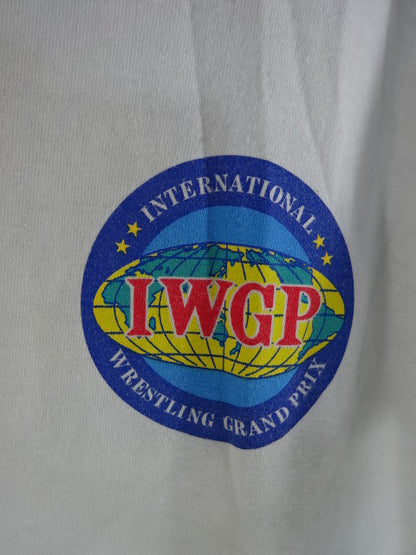 INTERNATIONAL
IWGP
WRESTLING GRAND PRIX